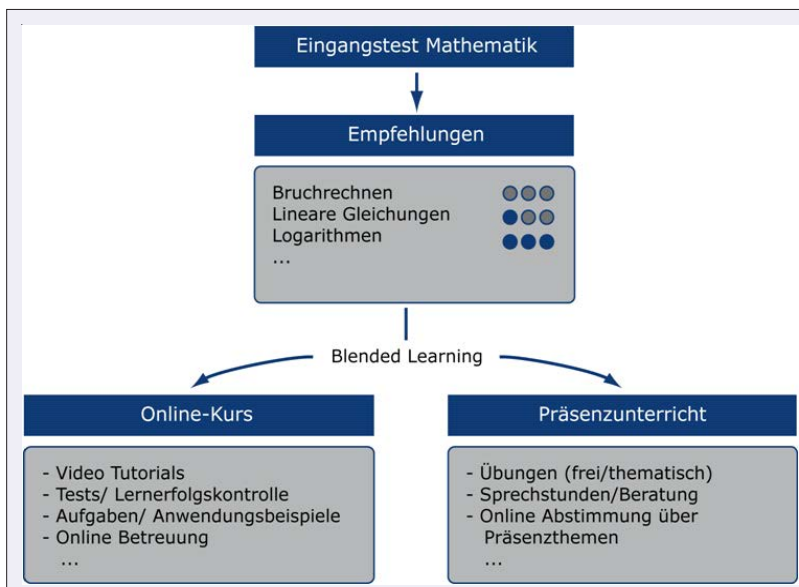 Eingangstest Mathematik
Empfehlungen
Bruchrechnen
Lineare Gleichungen
Logarithmen
...
Blended Learning
Online-Kurs
- Video Tutorials
- Tests/ Lernerfolgskontrolle
- Aufgaben/ Anwendungsbeispiele
- Online Betreuung
...
Präsenzunterricht
- Übungen (frei/thematisch)
- Sprechstunden/Beratung
- Online Abstimmung über
Präsenzthemen
...